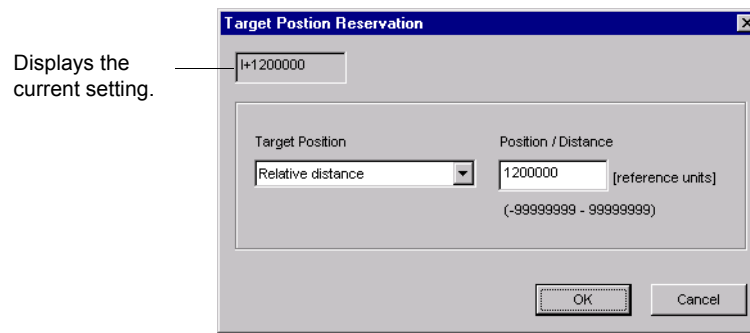 Target Postion Reservation
Displays the
current setting.
I+1200000
Target Position
Position / Distance
Relative distance
1200000
[reference units]
(-99999999 - 99999999)
OK
Cancel